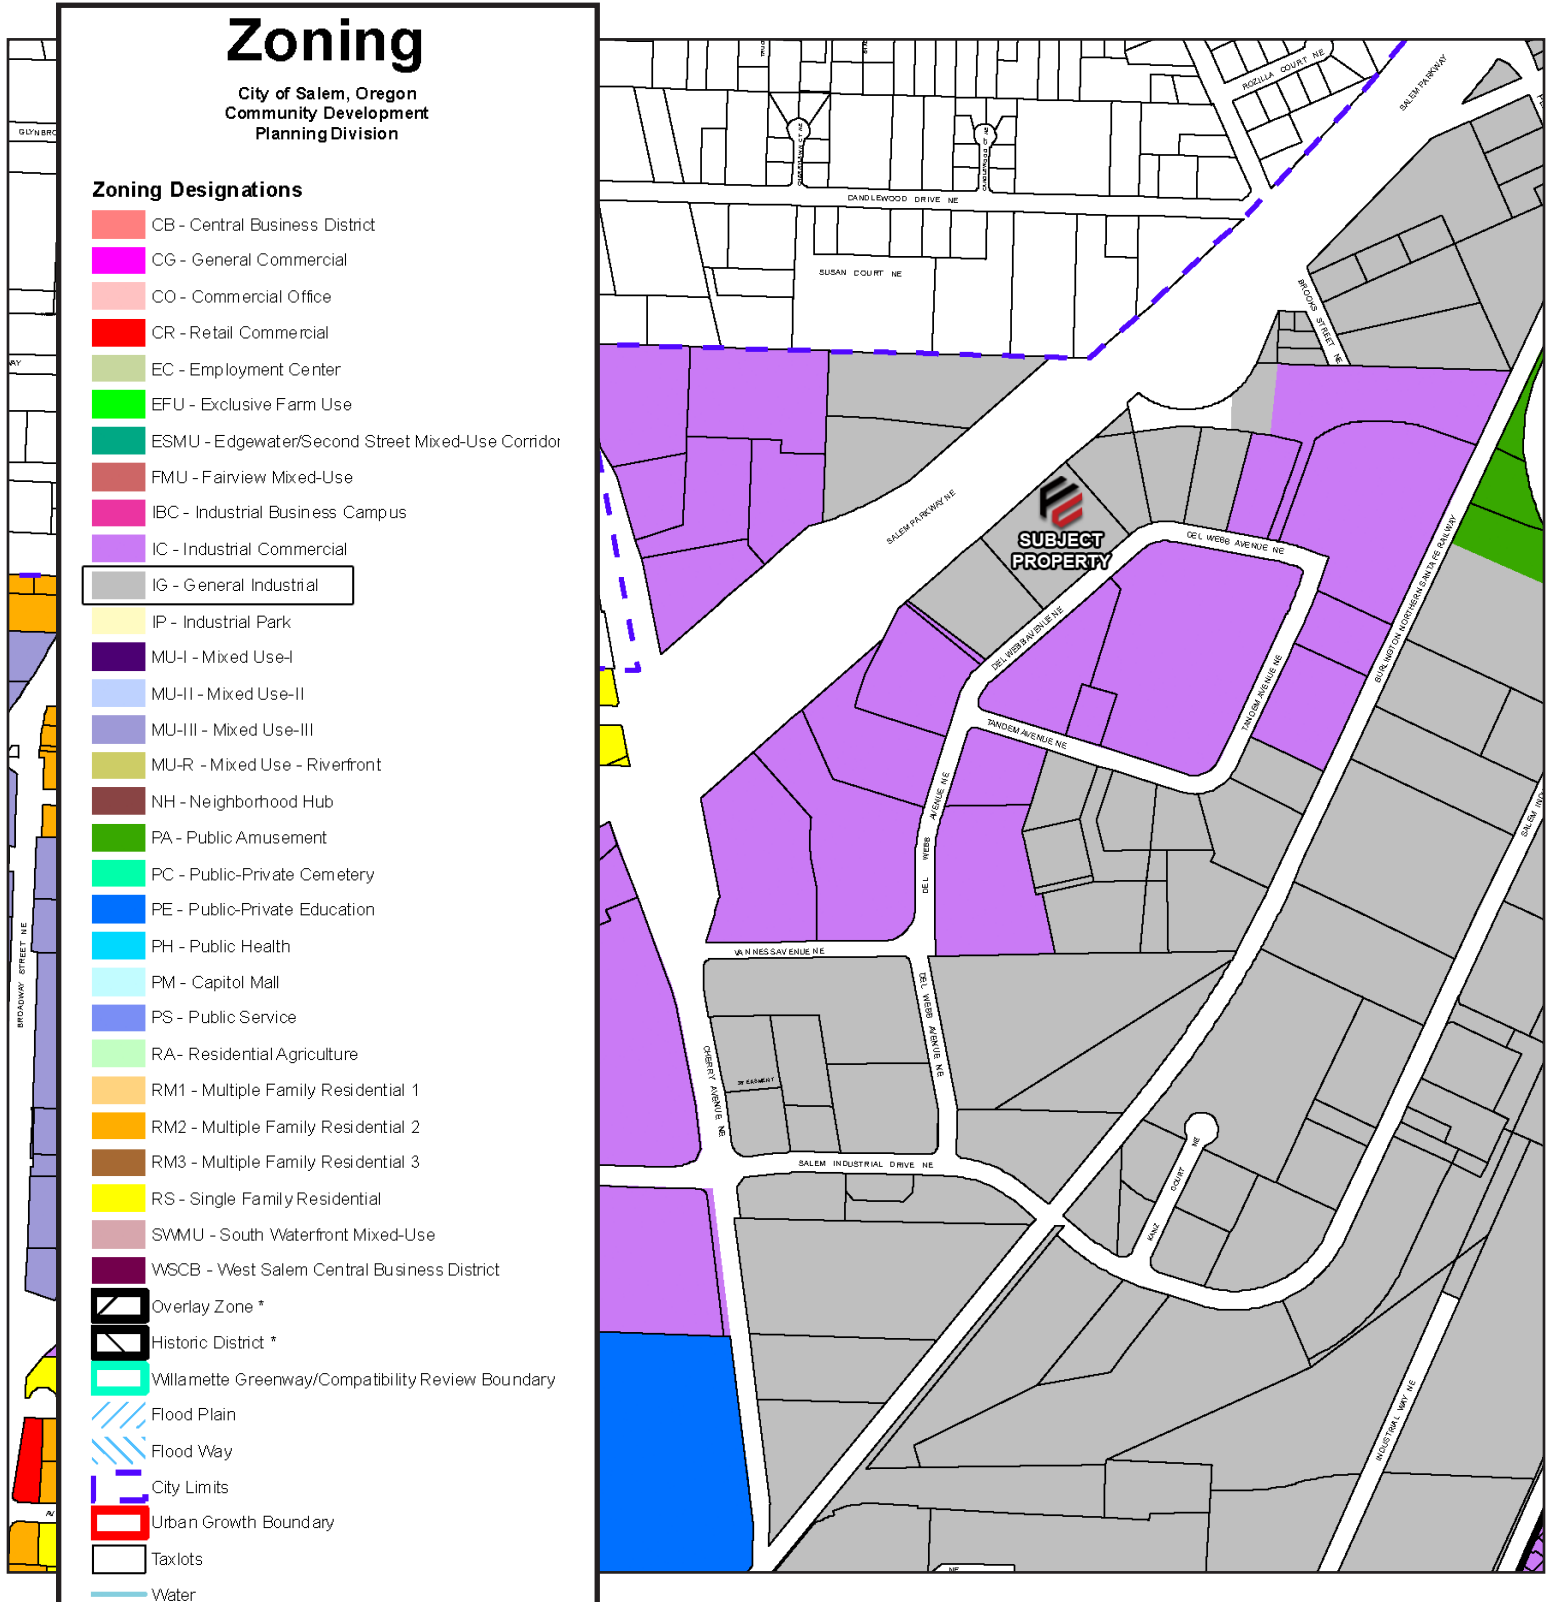 Zoning
City of Salem, Oregon
Community Development
Planning Division
Zoning Designations
CB - Central Business District
CG - General Commercial
CO - Commercial Office
CR - Retail Commercial
EC - Employment Center
EFU - Exclusive Farm Use
ESMU - Edgewater/Second Street Mixed-Use Corridor
FMU - Fairview Mixed-Use
IBC - Industrial Business Campus
IC - Industrial Commercial
IG - General Industrial
IP - Industrial Park
MU-I - Mixed Use-I
MU-II - Mixed Use-II
MU-III - Mixed Use-III
MU-R - Mixed Use - Riverfront
NH - Neighborhood Hub
PA - Public Amusement
PC - Public-Private Cemetery
PE - Public-Private Education
PH - Public Health
PM - Capitol Mall
PS - Public Service
RA - Residential Agriculture
RM1 - Multiple Family Residential 1
RM2 - Multiple Family Residential 2
RM3 - Multiple Family Residential 3
RS - Single Family Residential
SWMU - South Waterfront Mixed-Use
WSCB - West Salem Central Business District
Overlay Zone *
Historic District *
Willamette Greenway/Compatibility Review Boundary
Flood Plain
Flood Way
City Limits
Urban Growth Boundary
Taxlots
Water
BROADWAY STREET NE
ROZILLA COURT NE
SALEM PARKWAY
CANDLEWOOD CT NE
CANDLEWOOD DRIVE NE
SUSAN COURT NE
BROOKS STREET NE
SALEM PARKWAY NE
SUBJECT
PROPERTY
DEL WEBB AVENUE NE
BURLINGTON NORTHERN SANTA FE RAILWAY
DEL WEBB AVENUE NE
TANDEM AVENUE NE
TANDEM AVENUE NE
DEL WEBB AVENUE NE
VAN NESS AVENUE NE
DEL WEBB AVENUE NE
CHERRY AVENUE NE
SALEM INDUSTRIAL DRIVE NE
KANZ COURT NE
INDUSTRIAL WAY NE
NE